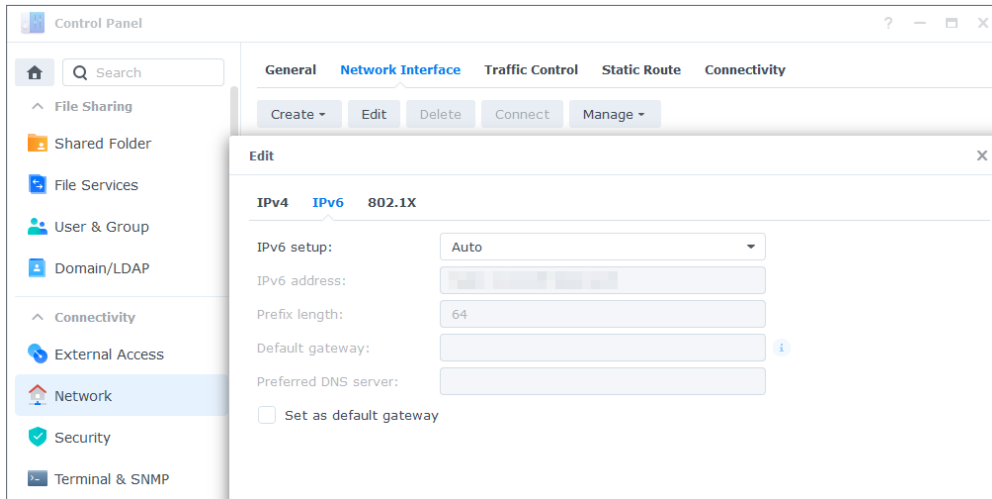 Control Panel
?
Search
General Network Interface Traffic Control Static Route Connectivity
File Sharing
Create Edit Delete Connect Manage
Shared Folder
Edit
File Services
IPv4 IPv6 802.1X
User & Group
IPv6 setup: Auto
Domain/LDAP
IPv6 address:
Prefix length: 64
Connectivity
Default gateway:
External Access
Preferred DNS server:
Network
Set as default gateway
Security
Terminal & SNMP